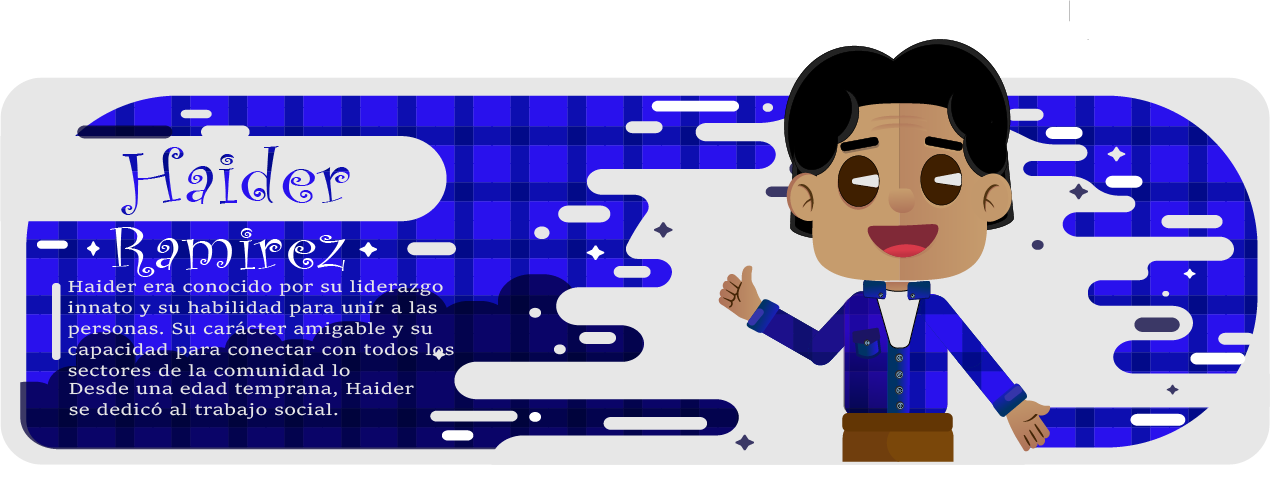 Haider
Ramirez
Haider era conocido por su liderazgo
innato y su habilidad para unir a las
personas. Su carácter amigable y su
capacidad para conectar con todos los
sectores de la comunidad lo
Desde una edad temprana, Haider
se dedicó al trabajo social.